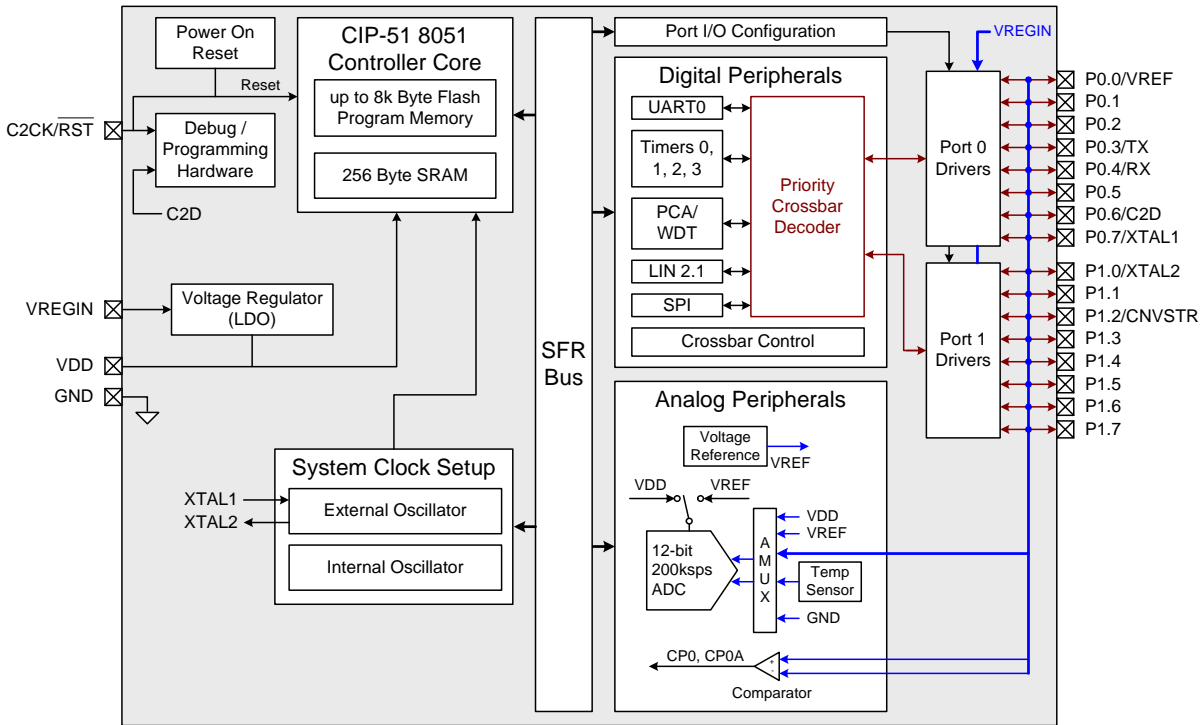 Power On
Reset
Reset
C2CK/RST
Debug /
Programming
Hardware
C2D
VREGIN
Voltage Regulator
(LDO)
VDD
GND
CIP-51 8051
Controller Core
up to 8k Byte Flash
Program Memory
256 Byte SRAM
System Clock Setup
XTAL1
XTAL2
External Oscillator
Internal Oscillator
SFR
Bus
Port I/O Configuration
Digital Peripherals
UART0
Timers 0,
1, 2, 3
PCA/
WDT
LIN 2.1
SPI
Priority
Crossbar
Decoder
Crossbar Control
Analog Peripherals
Voltage
Reference
VREF
VDD
VREF
12-bit
200ksps
ADC
A
M
U
X
VDD
VREF
Temp
Sensor
GND
CP0, CP0A
+
-
Comparator
VREGIN
Port 0
Drivers
Port 1
Drivers
P0.0/VREF
P0.1
P0.2
P0.3/TX
P0.4/RX
P0.5
P0.6/C2D
P0.7/XTAL1
P1.0/XTAL2
P1.1
P1.2/CNVSTR
P1.3
P1.4
P1.5
P1.6
P1.7